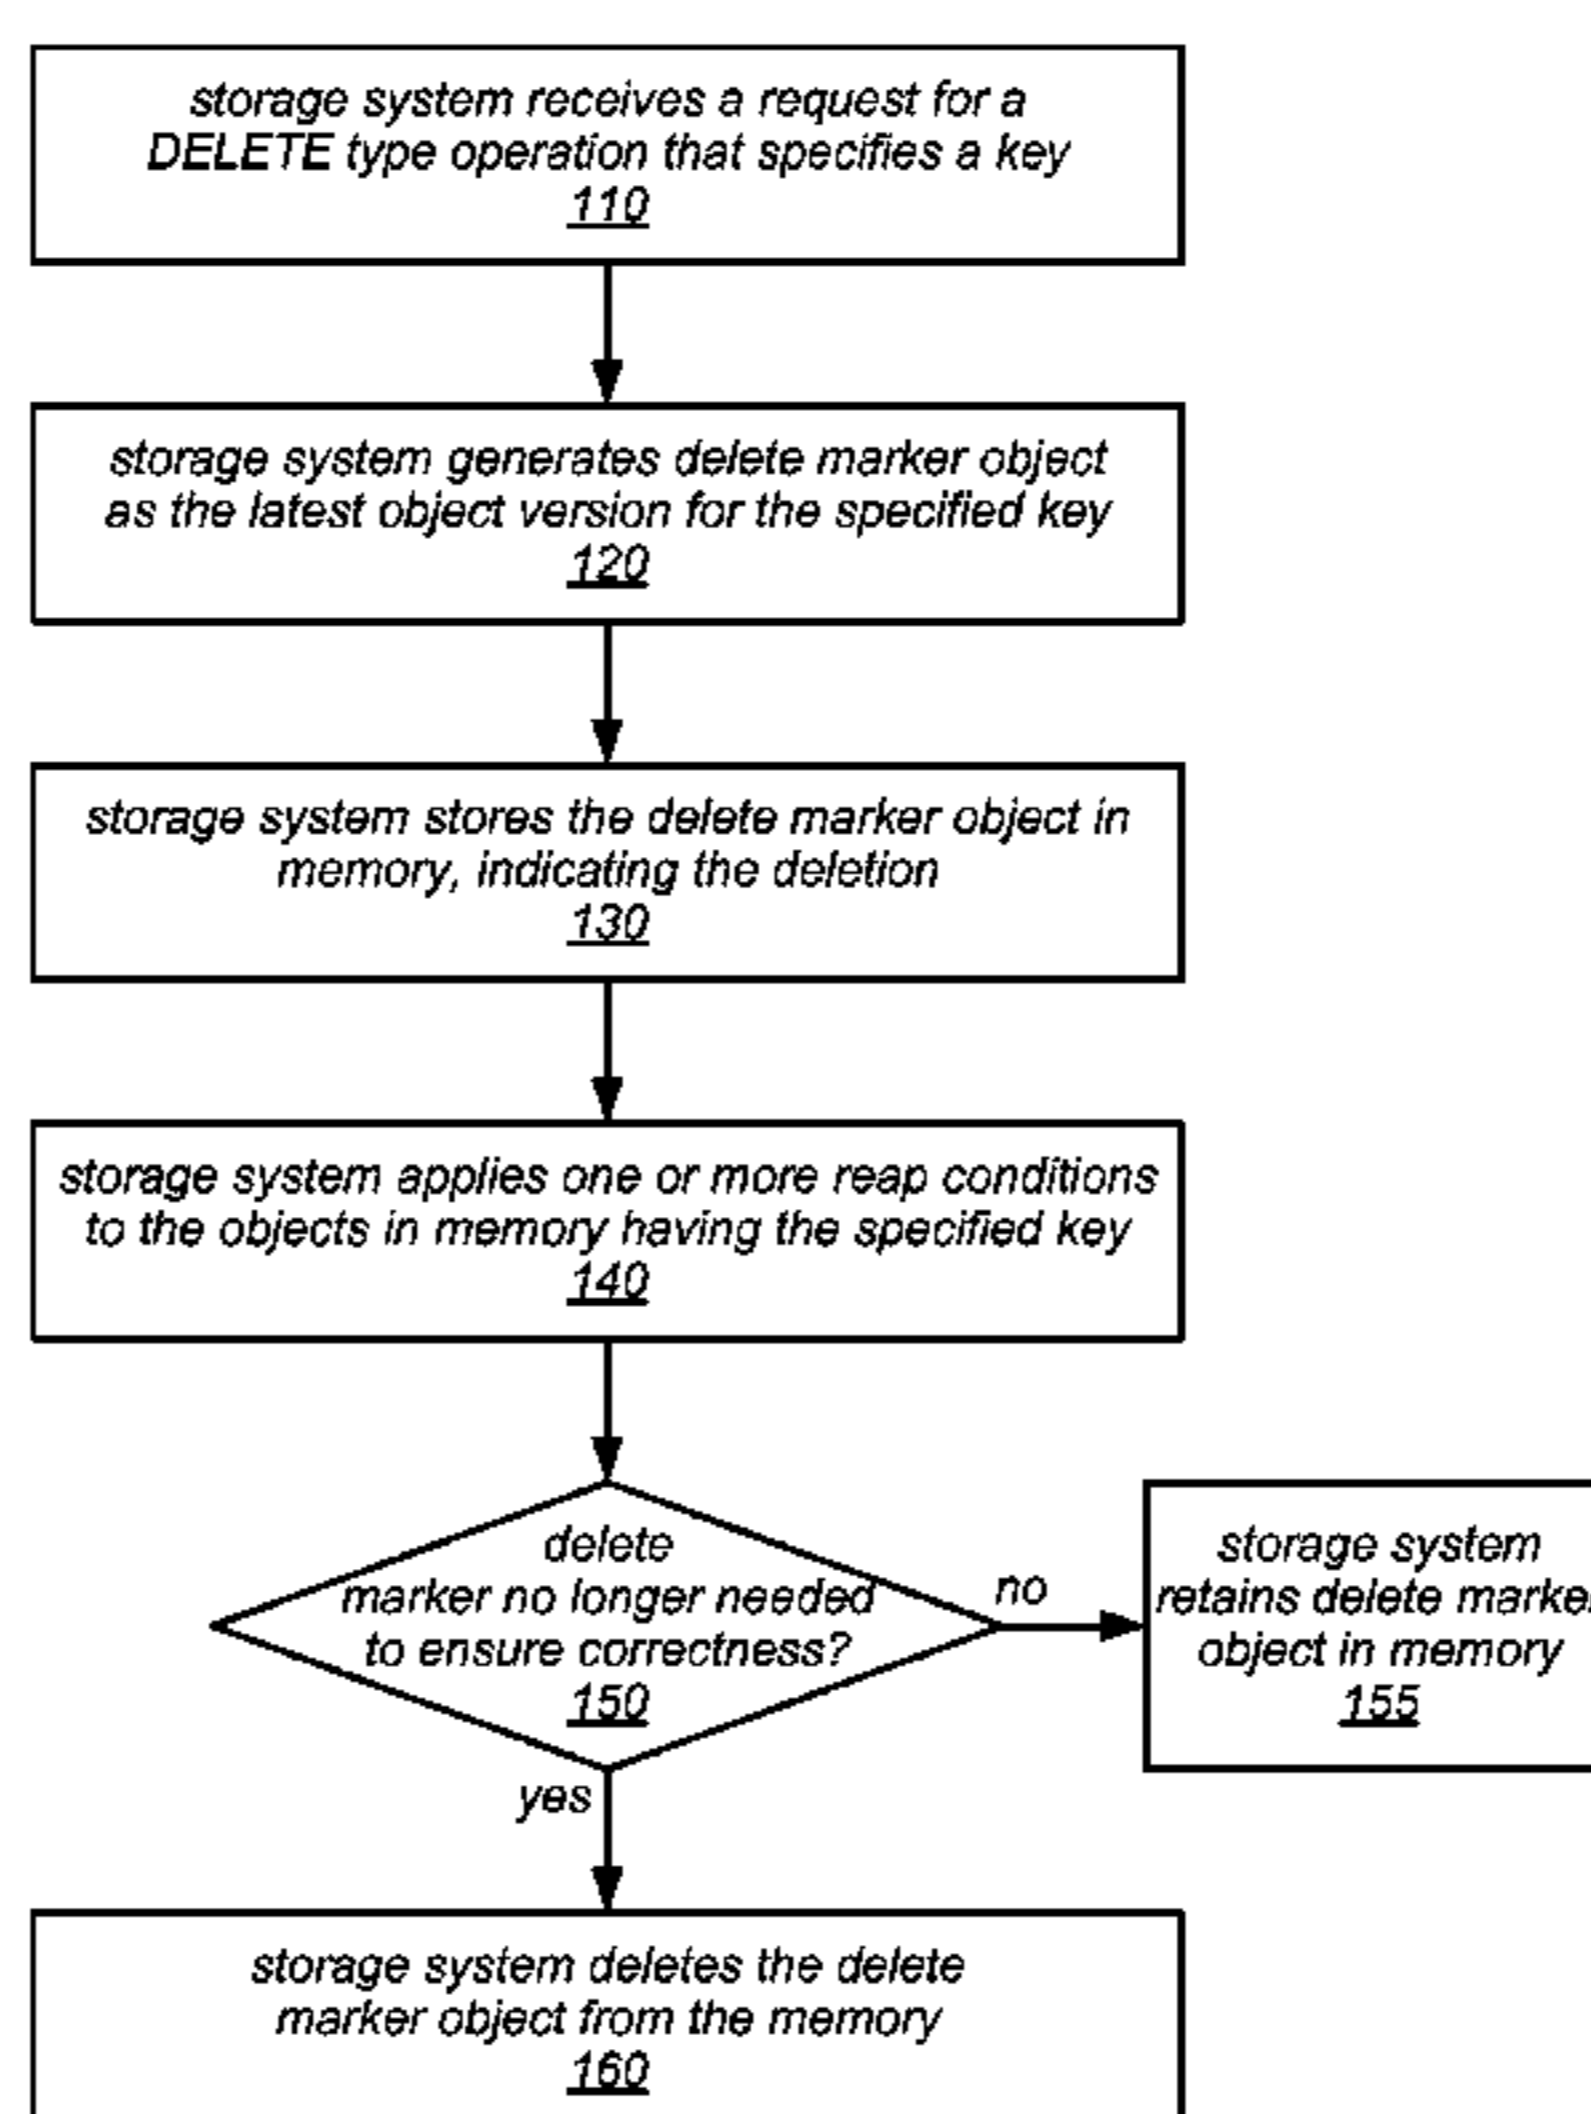 storage system receives a request for a
DELETE type operation that specifies a key
110
storage system generates delete marker object
as the latest object version for the specified key
120
storage system stores the delete marker object in
memory, indicating the deletion
130
storage system applies one or more reap conditions
to the objects in memory having the specified key
140
delete
marker no longer needed
to ensure correctness?
150
no
storage system
retains delete marker
object in memory
155
yes
storage system deletes the delete
marker object from the memory
160